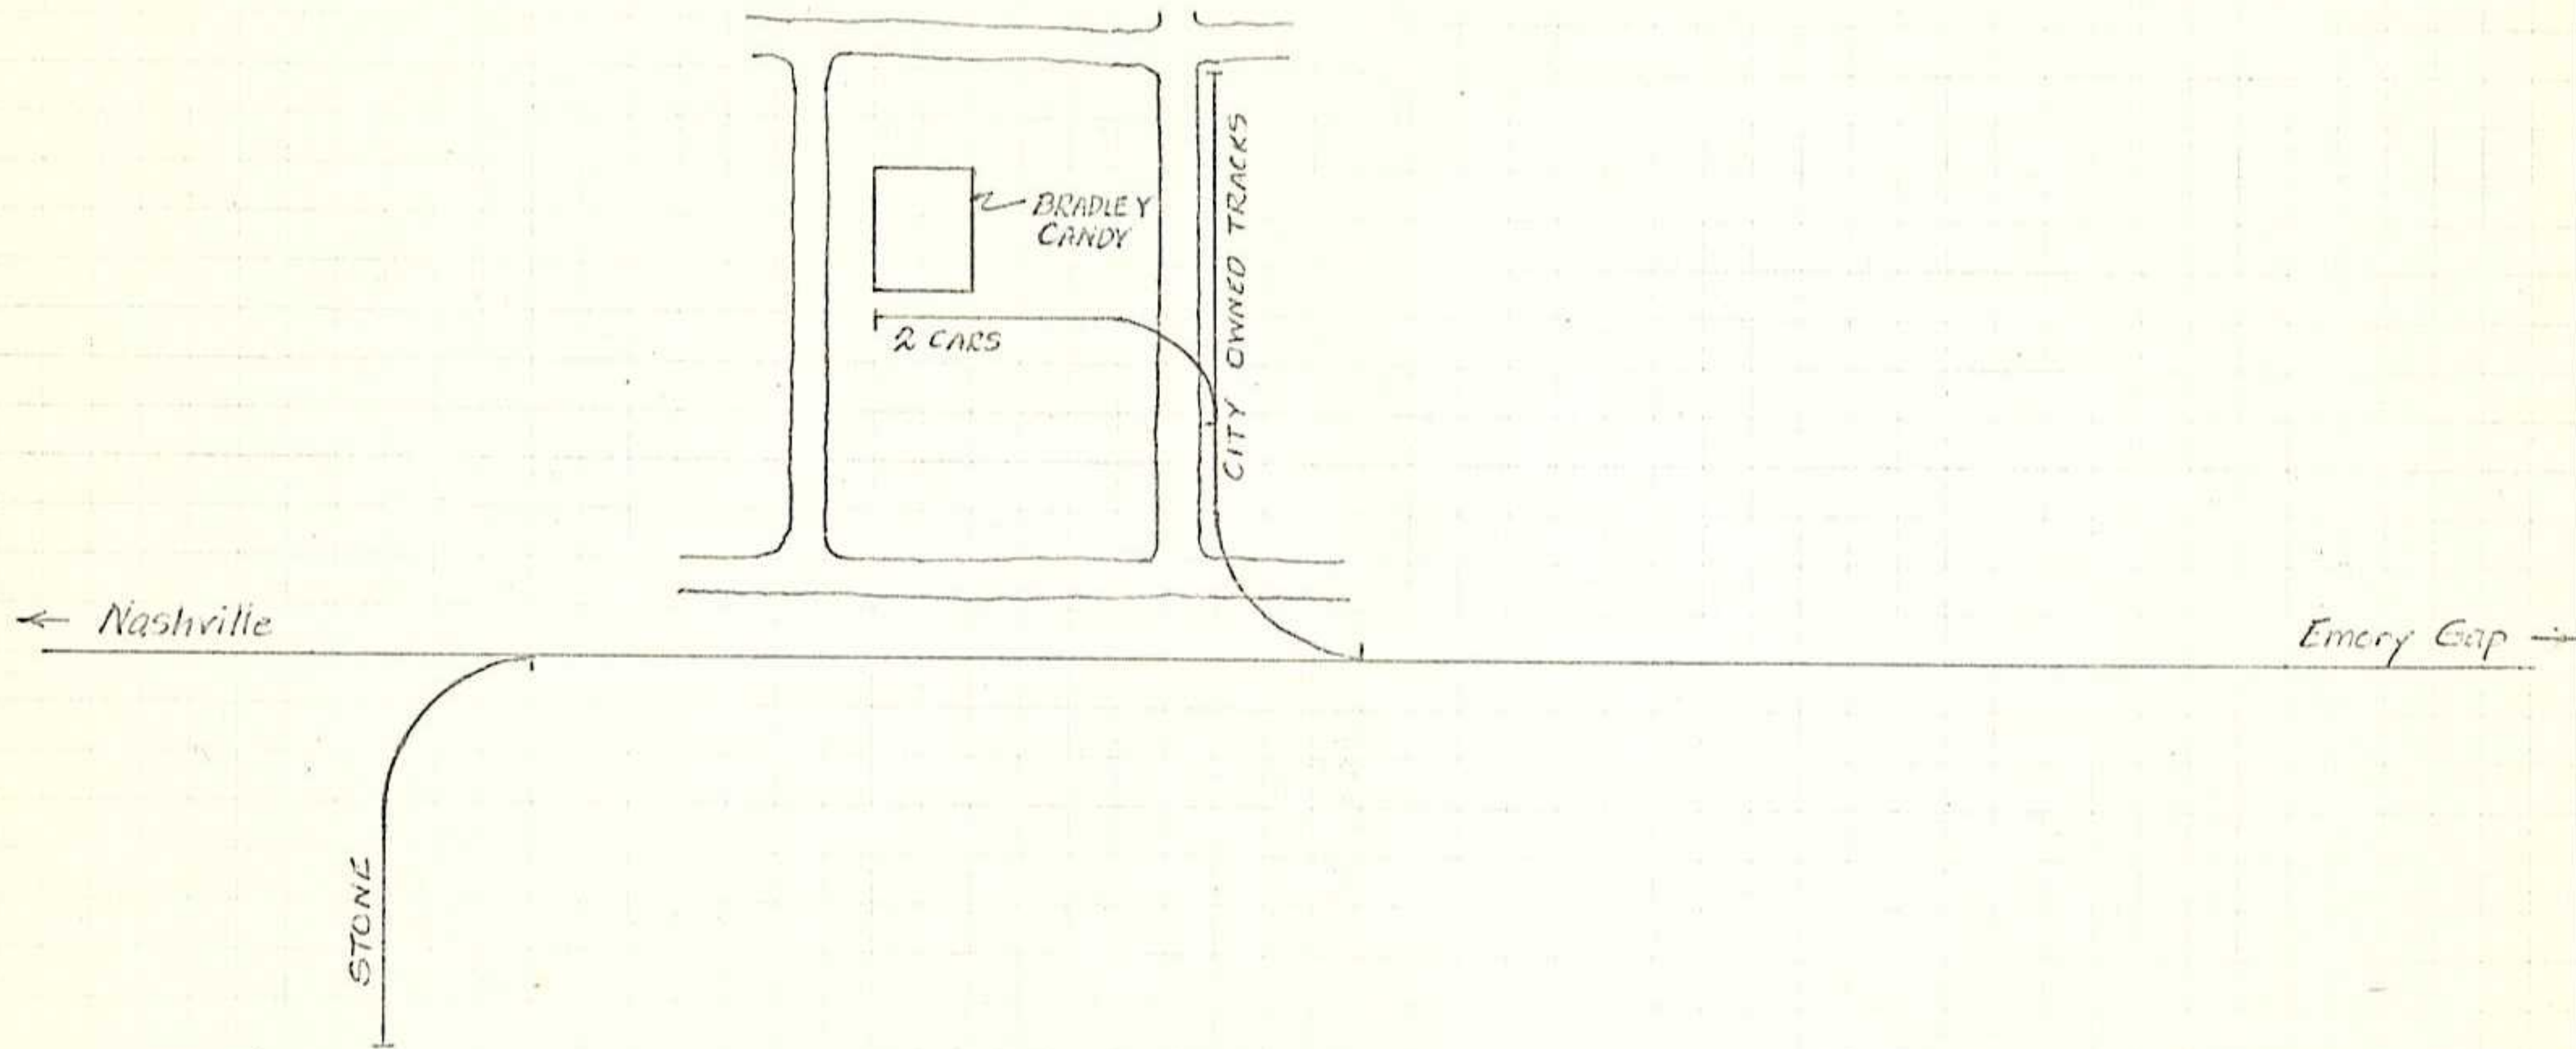 BRADLEY
CANDY
CITY OWNED TRACKS
2 CARS
← Nashville
Emory Gap →
STONE